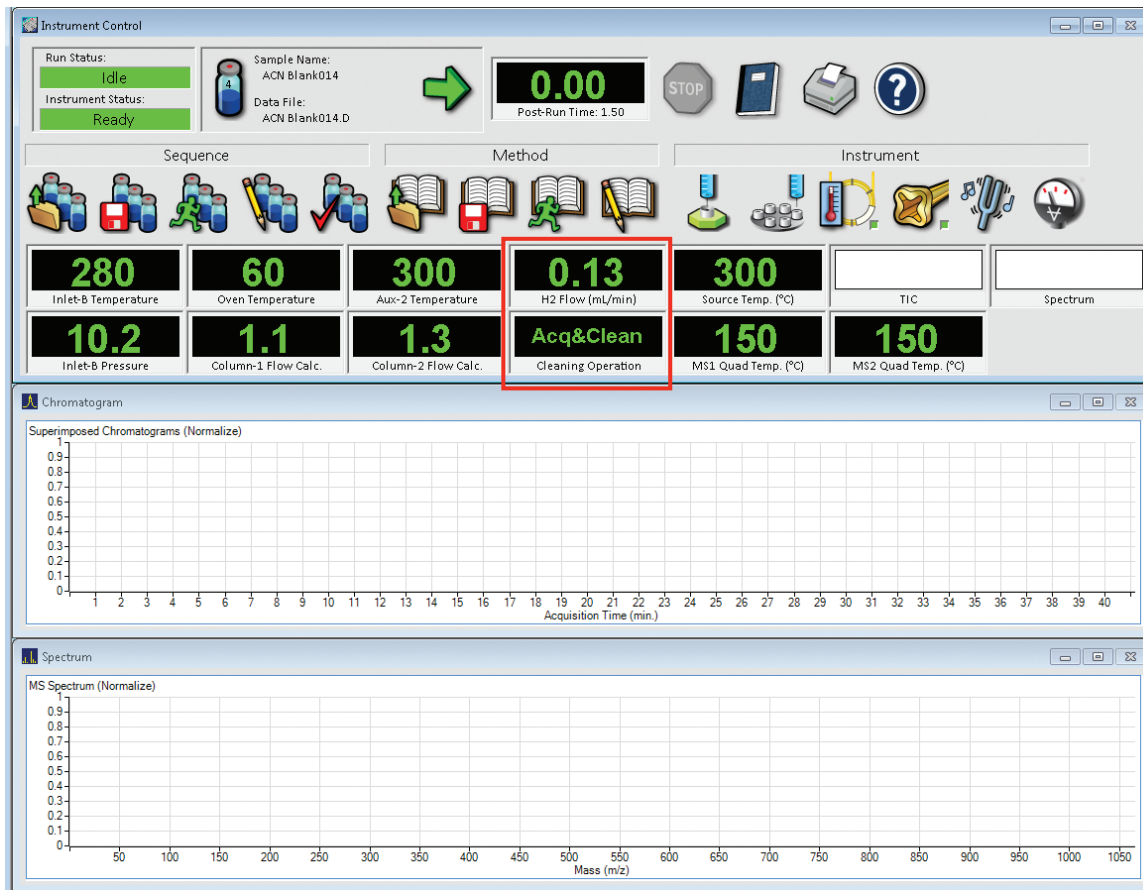 Instrument Control
Run Status:
Idle
Instrument Status:
Ready
4
Sample Name:
ACN Blank014
Data File:
ACN Blank014.D
0.00
Post-Run Time: 1.50
STOP
?
Sequence
Method
Instrument
280
Inlet-B Temperature
60
Oven Temperature
300
Aux-2 Temperature
0.13
H2 Flow (mL/min)
300
Source Temp. (ºC)
TIC
Spectrum
10.2
Inlet-B Pressure
1.1
Column-1 Flow Calc.
1.3
Column-2 Flow Calc.
Acq&Clean
Cleaning Operation
150
MS1 Quad Temp. (ºC)
150
MS2 Quad Temp. (ºC)
Chromatogram
Superimposed Chromatograms (Normalize)
1
0.9
0.8
0.7
0.6
0.5
0.4
0.3
0.2
0.1
0
1 2 3 4 5 6 7 8 9 10 11 12 13 14 15 16 17 18 19 20 21 22 23 24 25 26 27 28 29 30 31 32 33 34 35 36 37 38 39 40
Acquisition Time (min.)
Spectrum
MS Spectrum (Normalize)
1
0.9
0.8
0.7
0.6
0.5
0.4
0.3
0.2
0.1
0
50 100 150 200 250 300 350 400 450 500 550 600 650 700 750 800 850 900 950 1000 1050
Mass (m/z)